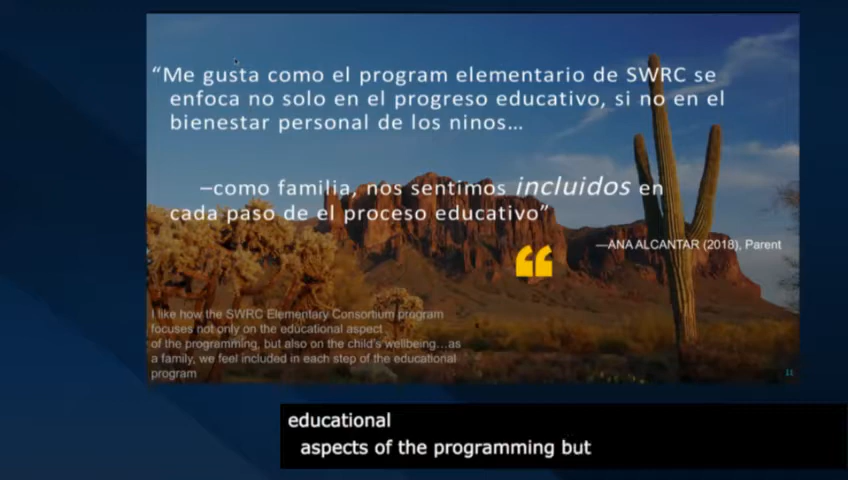 “Me gusta como el program elementario de SWRC se
enfoca no solo en el progreso educativo, si no en el
bienestar personal de los ninos…
–como familia, nos sentimos incluidos en
cada paso de el proceso educativo”
—ANA ALCANTAR (2018), Parent
I like how the SWRC Elementary Consortium program
focuses not only on the educational aspect
of the programming, but also on the child's wellbeing…as
a family, we feel included in each step of the educational
program
11
educational
aspects of the programming but